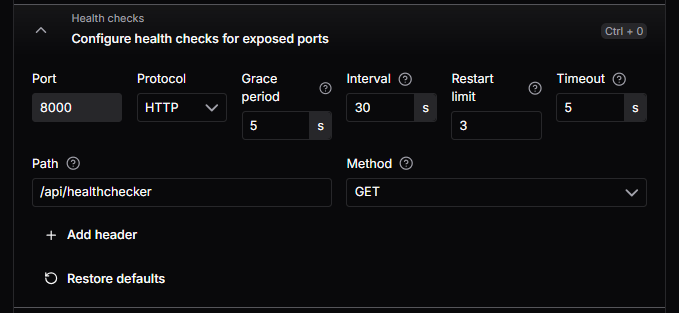 Health checks
Configure health checks for exposed ports
Ctrl + 0
Port
Protocol
Grace
period
Interval
Restart
limit
Timeout
8000
HTTP
5 s
30 s
3
5 s
Path
Method
/api/healthchecker
GET
+ Add header
Restore defaults